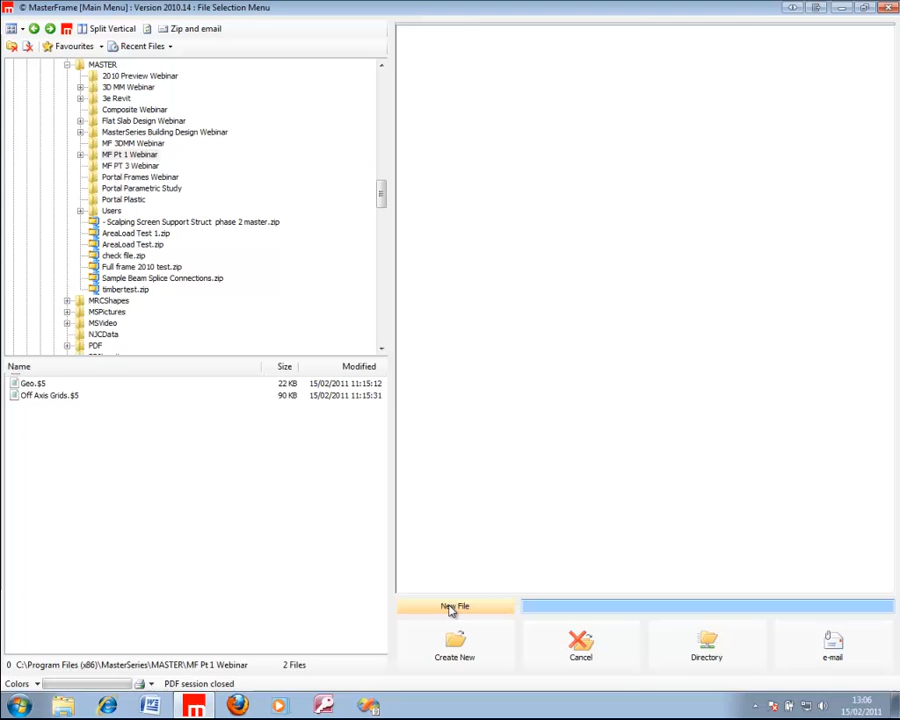 © MasterFrame [Main Menu] : Version 2010.14 : File Selection Menu
Split Vertical Zip and email
Favourites Recent Files
MASTER
2010 Preview Webinar
3D MM Webinar
3e Revit
Composite Webinar
Flat Slab Design Webinar
MasterSeries Building Design Webinar
MF 3DMM Webinar
MF Pt 1 Webinar
MF PT 3 Webinar
Portal Frames Webinar
Portal Parametric Study
Portal Plastic
Users
- Scalping Screen Support Struct phase 2 master.zip
AreaLoad Test 1.zip
AreaLoad Test.zip
check file.zip
Full frame 2010 test.zip
Sample Beam Splice Connections.zip
timbertest.zip
MRCShapes
MSPictures
MSVideo
NJCData
PDF
Name Size Modified
Geo.$5 22 KB 15/02/2011 11:15:12
Off Axis Grids.$5 90 KB 15/02/2011 11:15:31
New File
Create New Cancel Directory e-mail
0 C:\Program Files (x86)\MasterSeries\MASTER\MF Pt1 Webinar 2 Files
Colors PDF session closed
13:06
15/02/2011